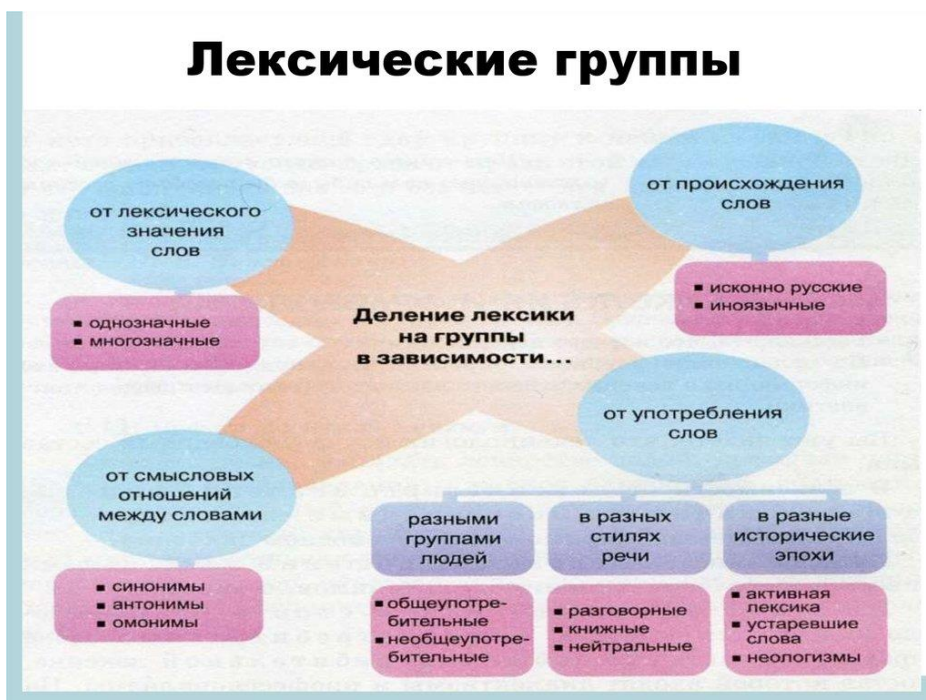 Лексические группы
от лексического
значения
слов
▪ однозначные
▪ многозначные
от происхождения
слов
▪ исконно русские
▪ иноязычные
Деление лексики
на группы
в зависимости...
от смысловых
отношений
между словами
▪ синонимы
▪ антонимы
▪ омонимы
от употребления
слов
разными
группами
людей
▪ общеупотре-
бительные
▪ необщеупотре-
бительные
в разных
стилях
речи
▪ разговорные
▪ книжные
▪ нейтральные
в разные
исторические
эпохи
▪ активная
лексика
▪ устаревшие
слова
▪ неологизмы